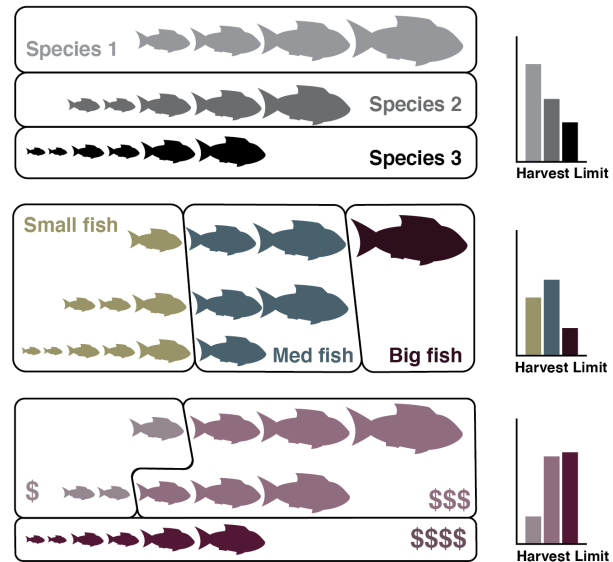 Species 1
Species 2
Species 3
Harvest Limit
Small fish
Med fish
Big fish
Harvest Limit
$
$$$
$$$$
Harvest Limit